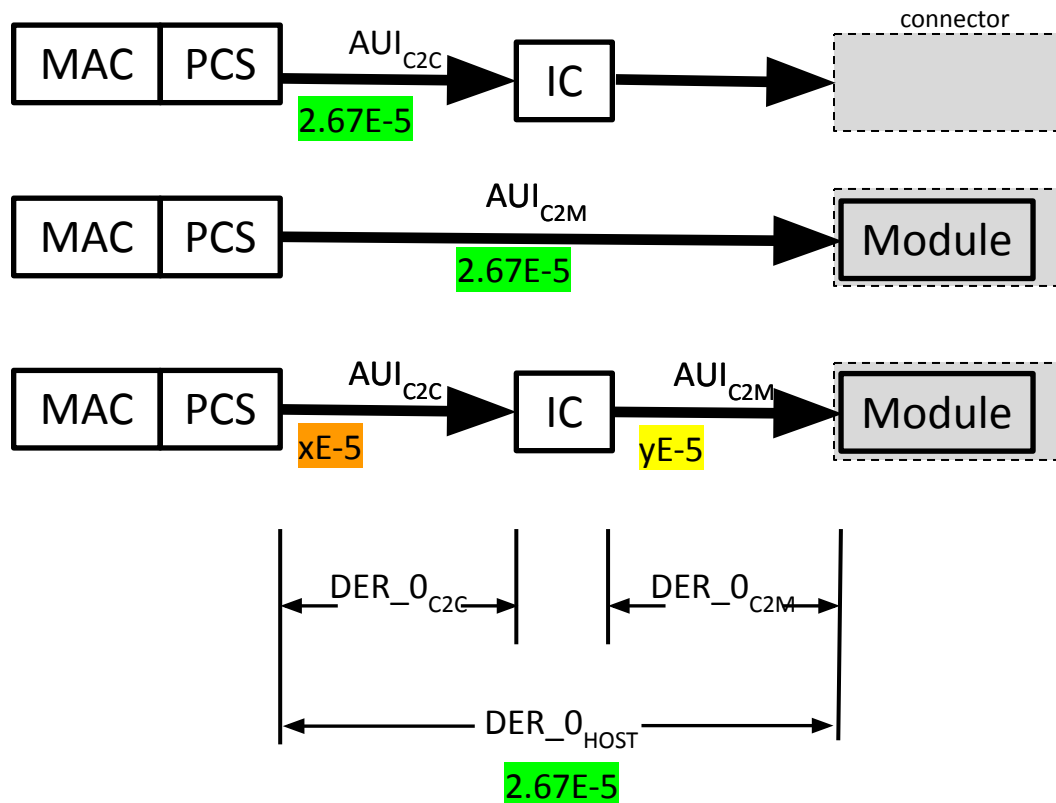 connector
MAC PCS AUIC2C IC
2.67E-5
AUIC2M
MAC PCS Module
2.67E-5
AUIC2C AUIC2M
MAC PCS IC Module
xE-5 yE-5
DER_0C2C DER_0C2M
DER_0HOST
2.67E-5